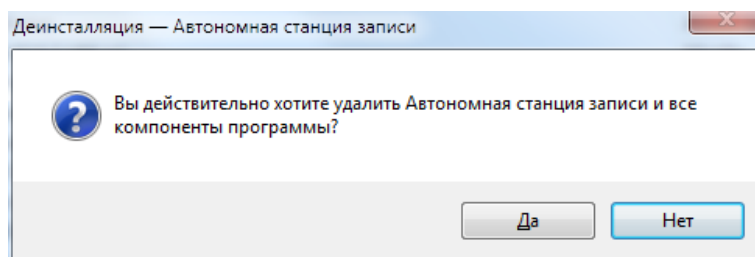 Деинсталляция — Автономная станция записи
Вы действительно хотите удалить Автономная станция записи и все
компоненты программы?
Да
Нет